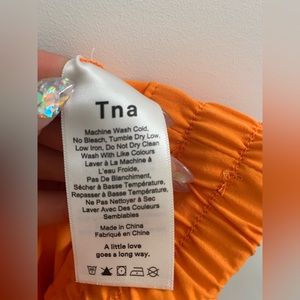 Tna
Machine Wash Cold,
No Bleach, Tumble Dry Low,
Low Iron, Do Not Dry Clean
Wash With Like Colours
Laver à La Machine à
L'eau Froide,
Pas De Blanchiment,
Sécher à Basse Température,
Repasser à Basse Température,
Ne Pas Nettoyer à Sec
Laver Avec Des Couleurs
Semblables
Made in China
Fabriqué en Chine
A little love
goes a long way.